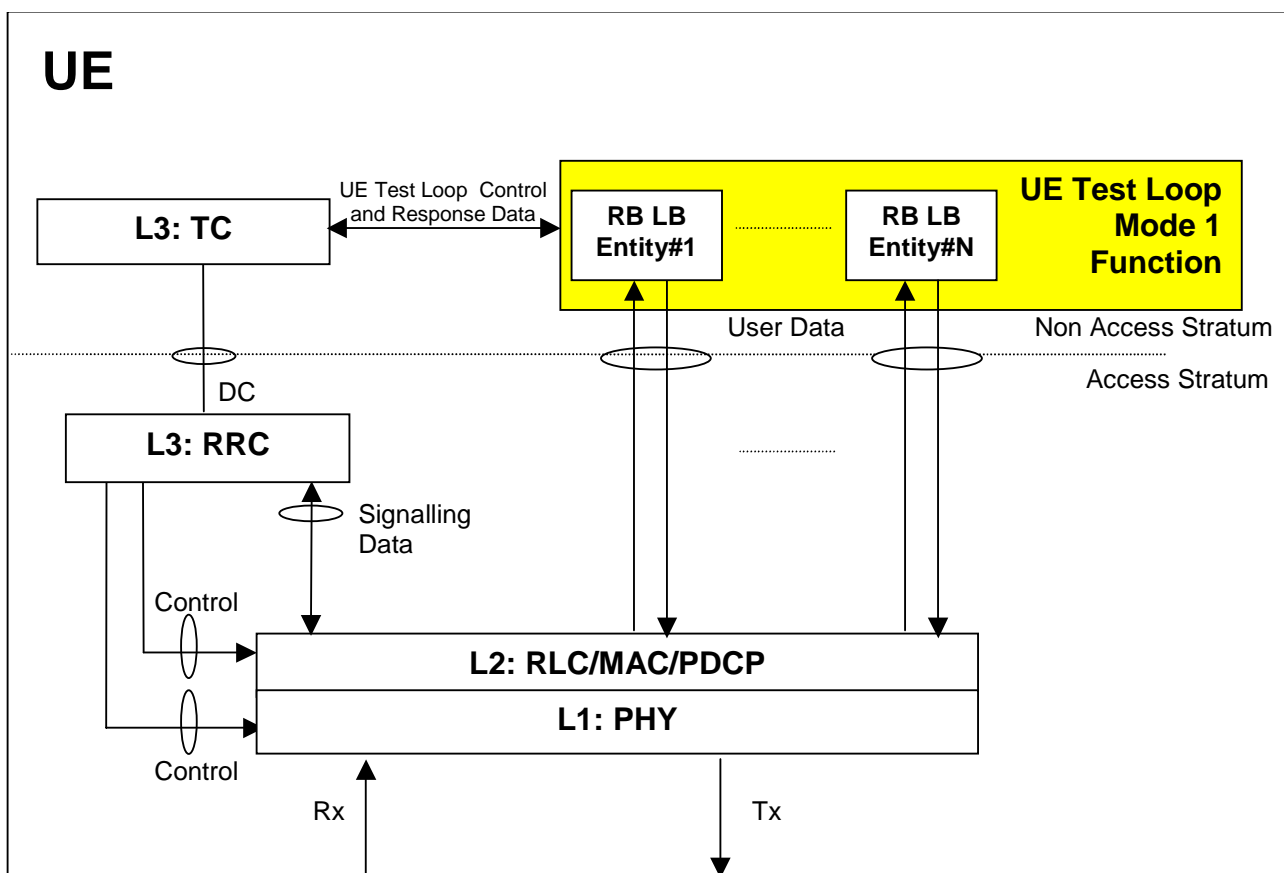 UE
UE Test Loop Control
and Response Data
L3: TC
RB LB
Entity#1
RB LB
Entity#N
UE Test Loop
Mode 1
Function
User Data
Non Access Stratum
Access Stratum
DC
L3: RRC
Signalling
Data
Control
L2: RLC/MAC/PDCP
L1: PHY
Control
Rx
Tx